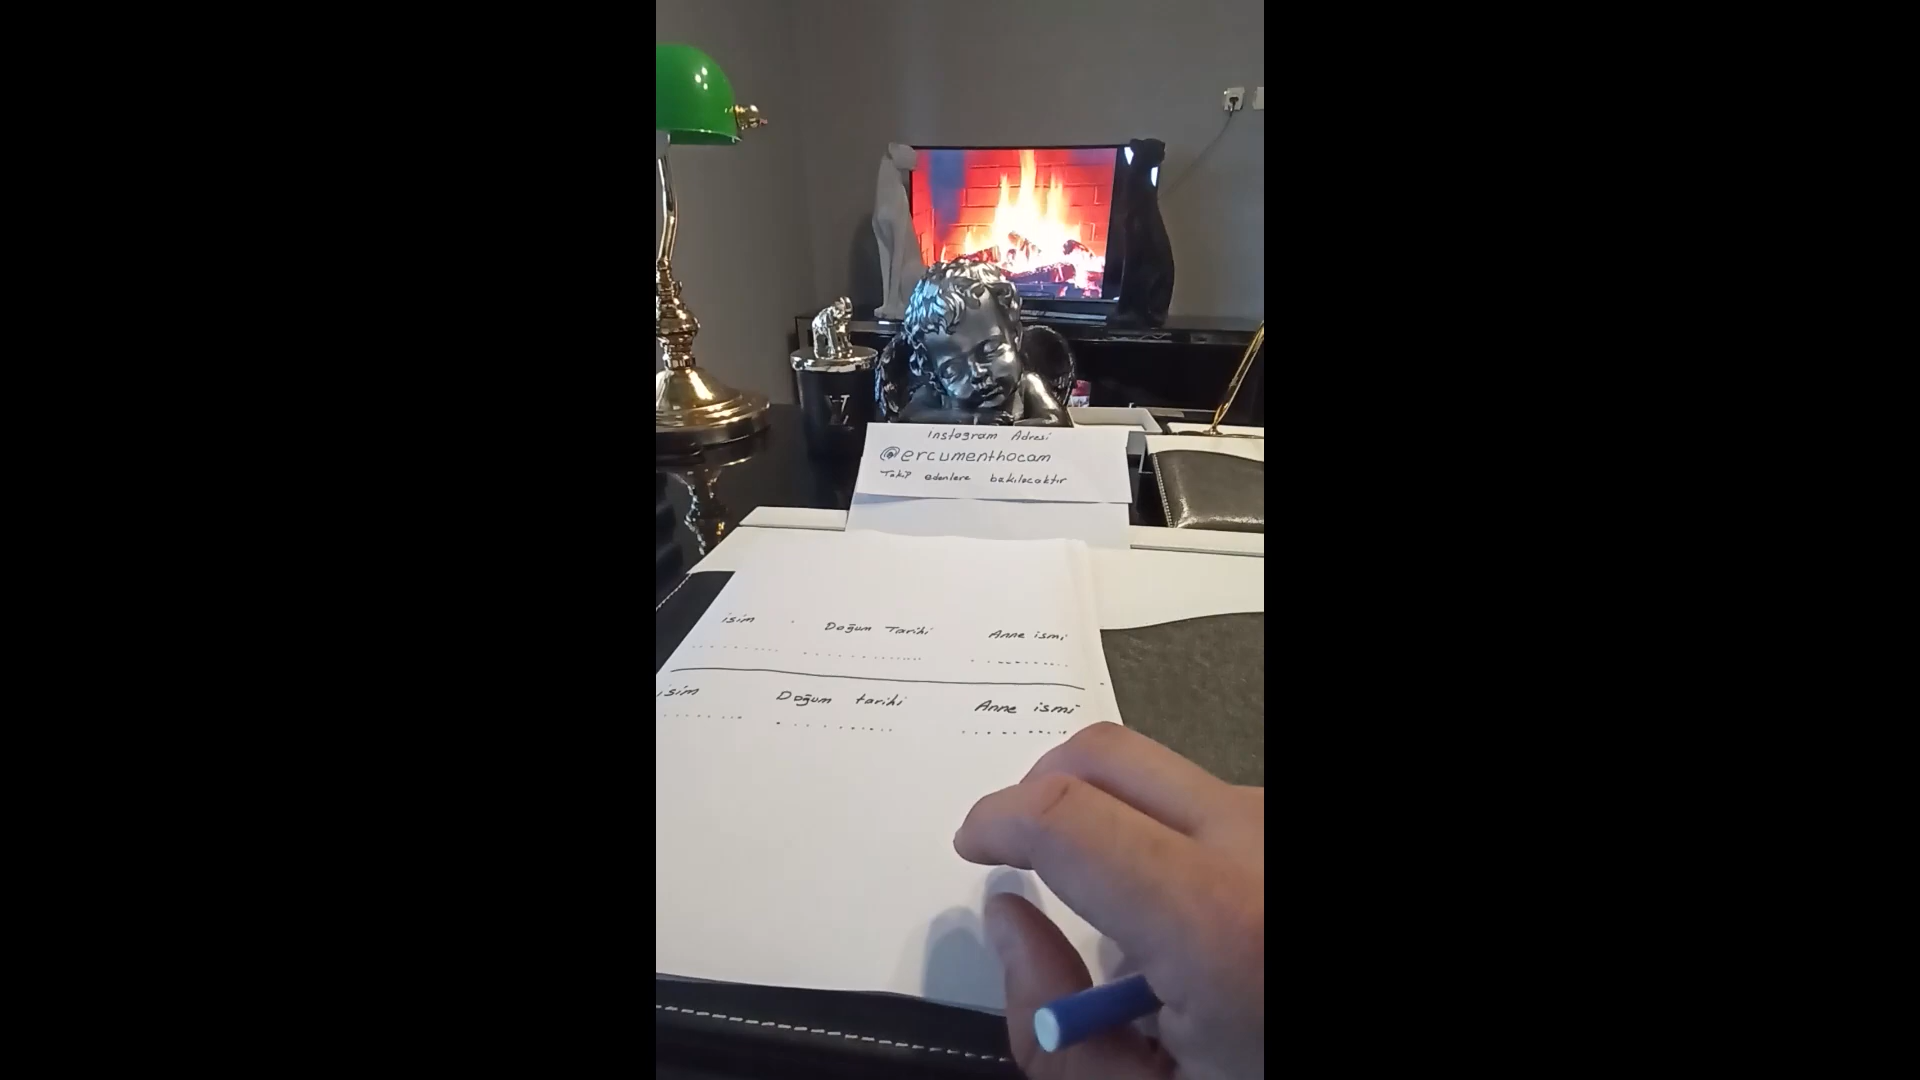 instagram Adresi
@ercumenthocam
Takip edenlere bakılacaktır
isim Doğum Tarihi Anne ismi
isim Doğum tarihi Anne ismi